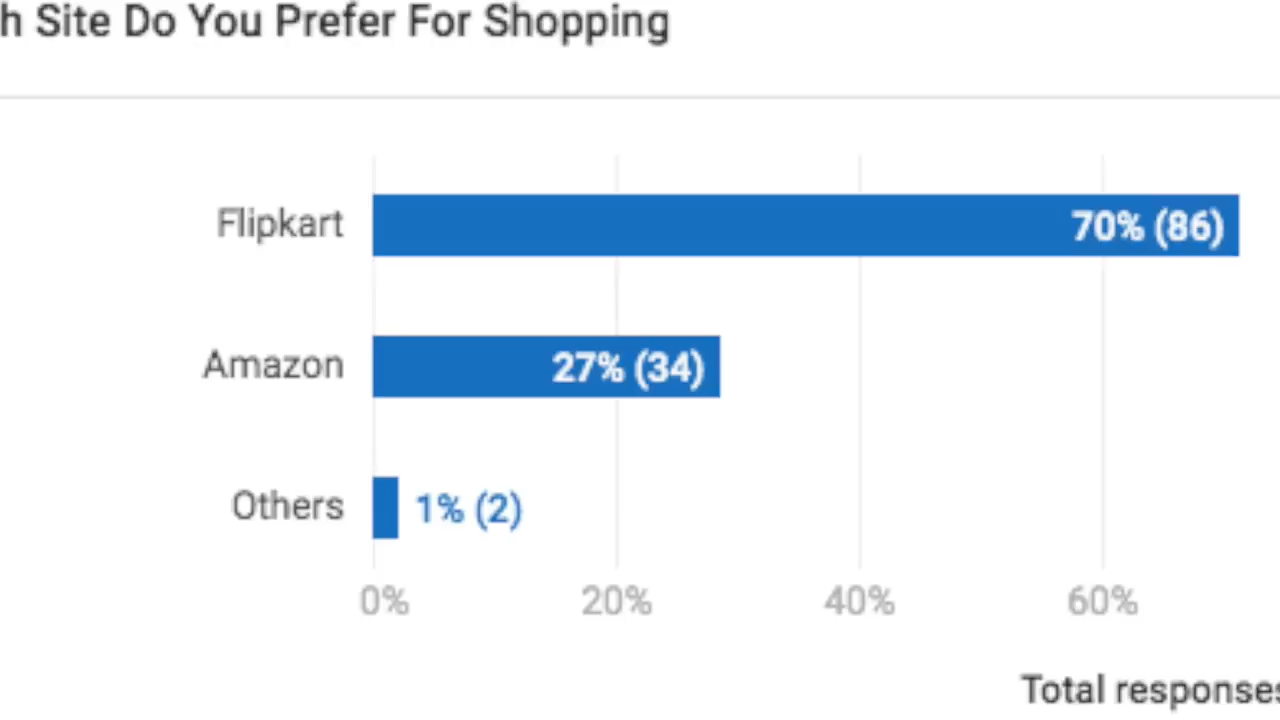 h Site Do You Prefer For Shopping
Flipkart 70% (86)
Amazon 27% (34)
Others 1% (2)
0% 20% 40% 60%
Total responses